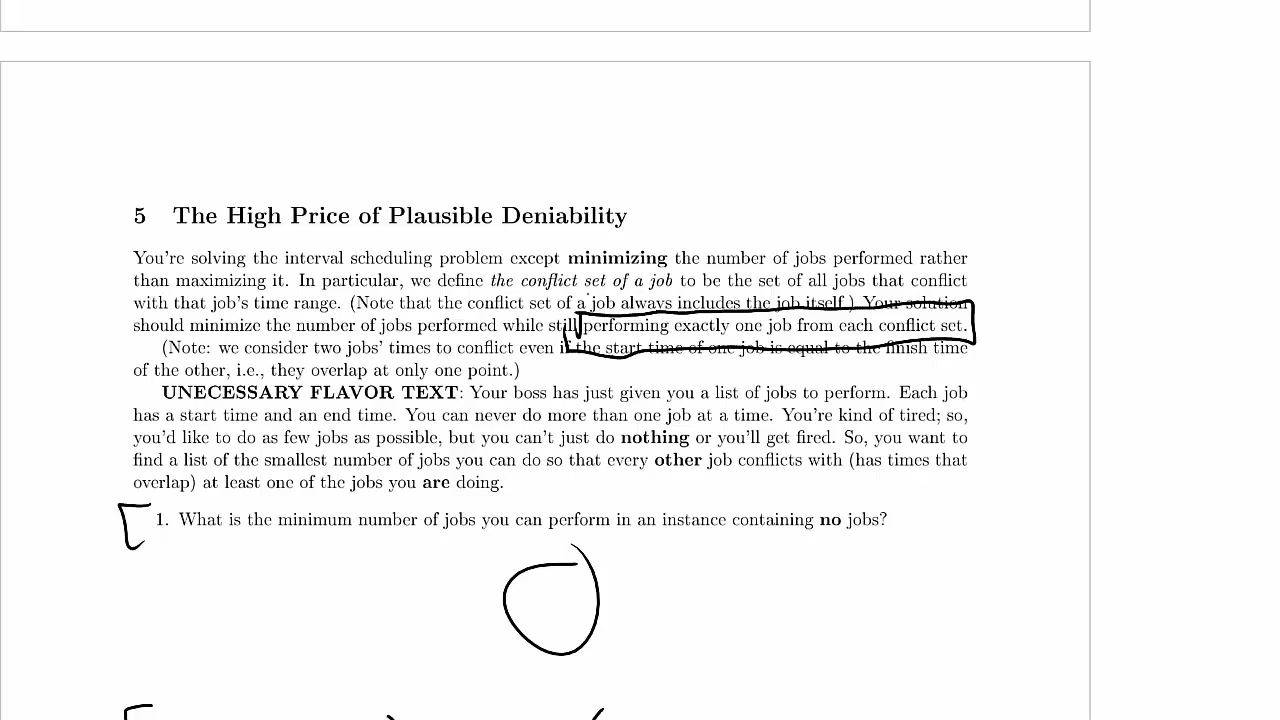 5 The High Price of Plausible Deniability
You're solving the interval scheduling problem except minimizing the number of jobs performed rather
than maximizing it. In particular, we define the conflict set of a job to be the set of all jobs that conflict
with that job's time range. (Note that the conflict set of a job always includes the job itself.) Your solution
should minimize the number of jobs performed while still performing exactly one job from each conflict set.
(Note: we consider two jobs' times to conflict even if the start time of one job is equal to the finish time
of the other, i.e., they overlap at only one point.)
UNECESSARY FLAVOR TEXT: Your boss has just given you a list of jobs to perform. Each job
has a start time and an end time. You can never do more than one job at a time. You're kind of tired; so,
you'd like to do as few jobs as possible, but you can't just do nothing or you'll get fired. So, you want to
find a list of the smallest number of jobs you can do so that every other job conflicts with (has times that
overlap) at least one of the jobs you are doing.
1. What is the minimum number of jobs you can perform in an instance containing no jobs?
0